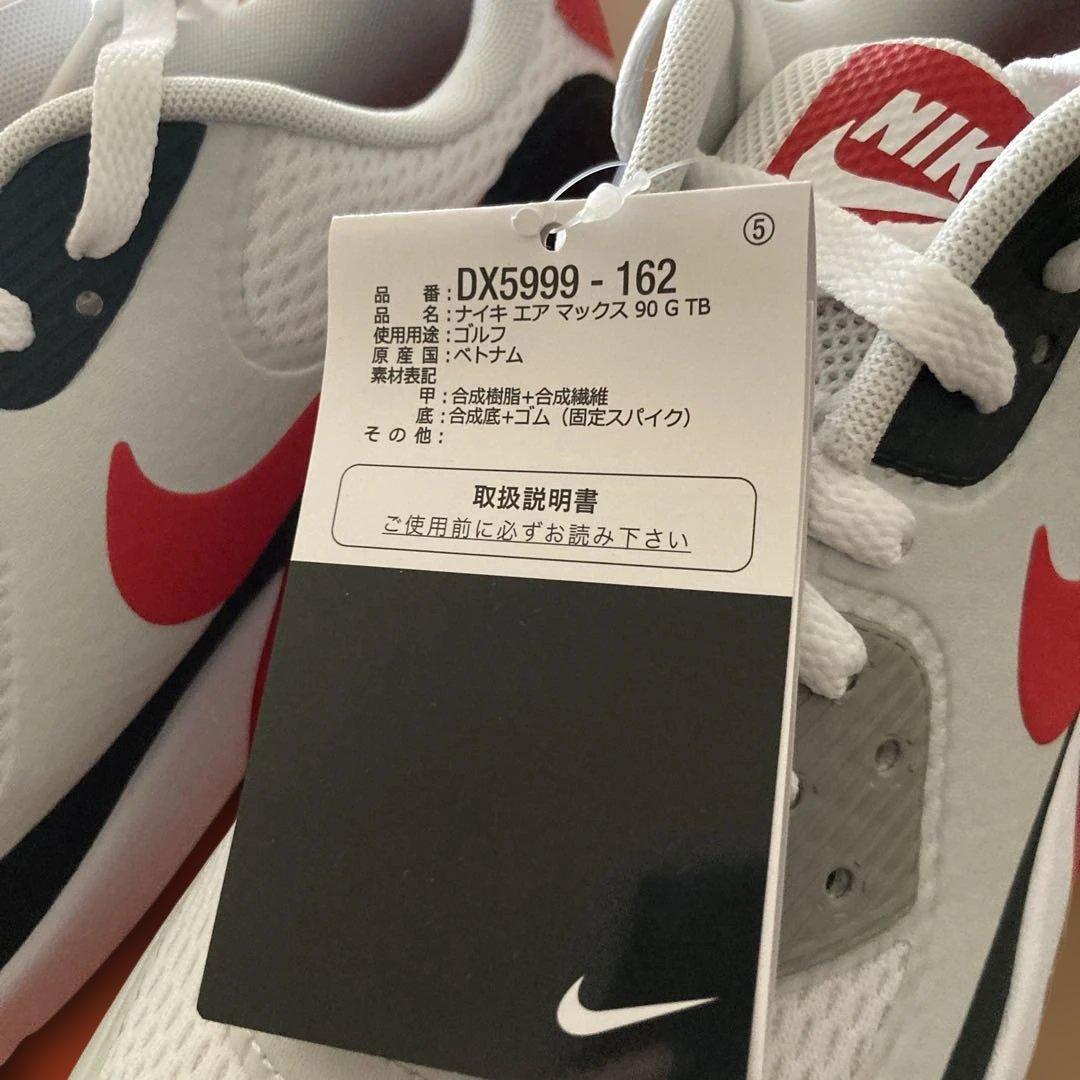 NIK
⑤
品 番:DX5999 - 162
品 名:ナイキ エア マックス 90 G TB
使用用途:ゴルフ
原産国:ベトナム
素材表記
甲:合成樹脂+合成繊維
底:合成底+ゴム(固定スパイク)
その他:
取扱説明書
ご使用前に必ずお読み下さい